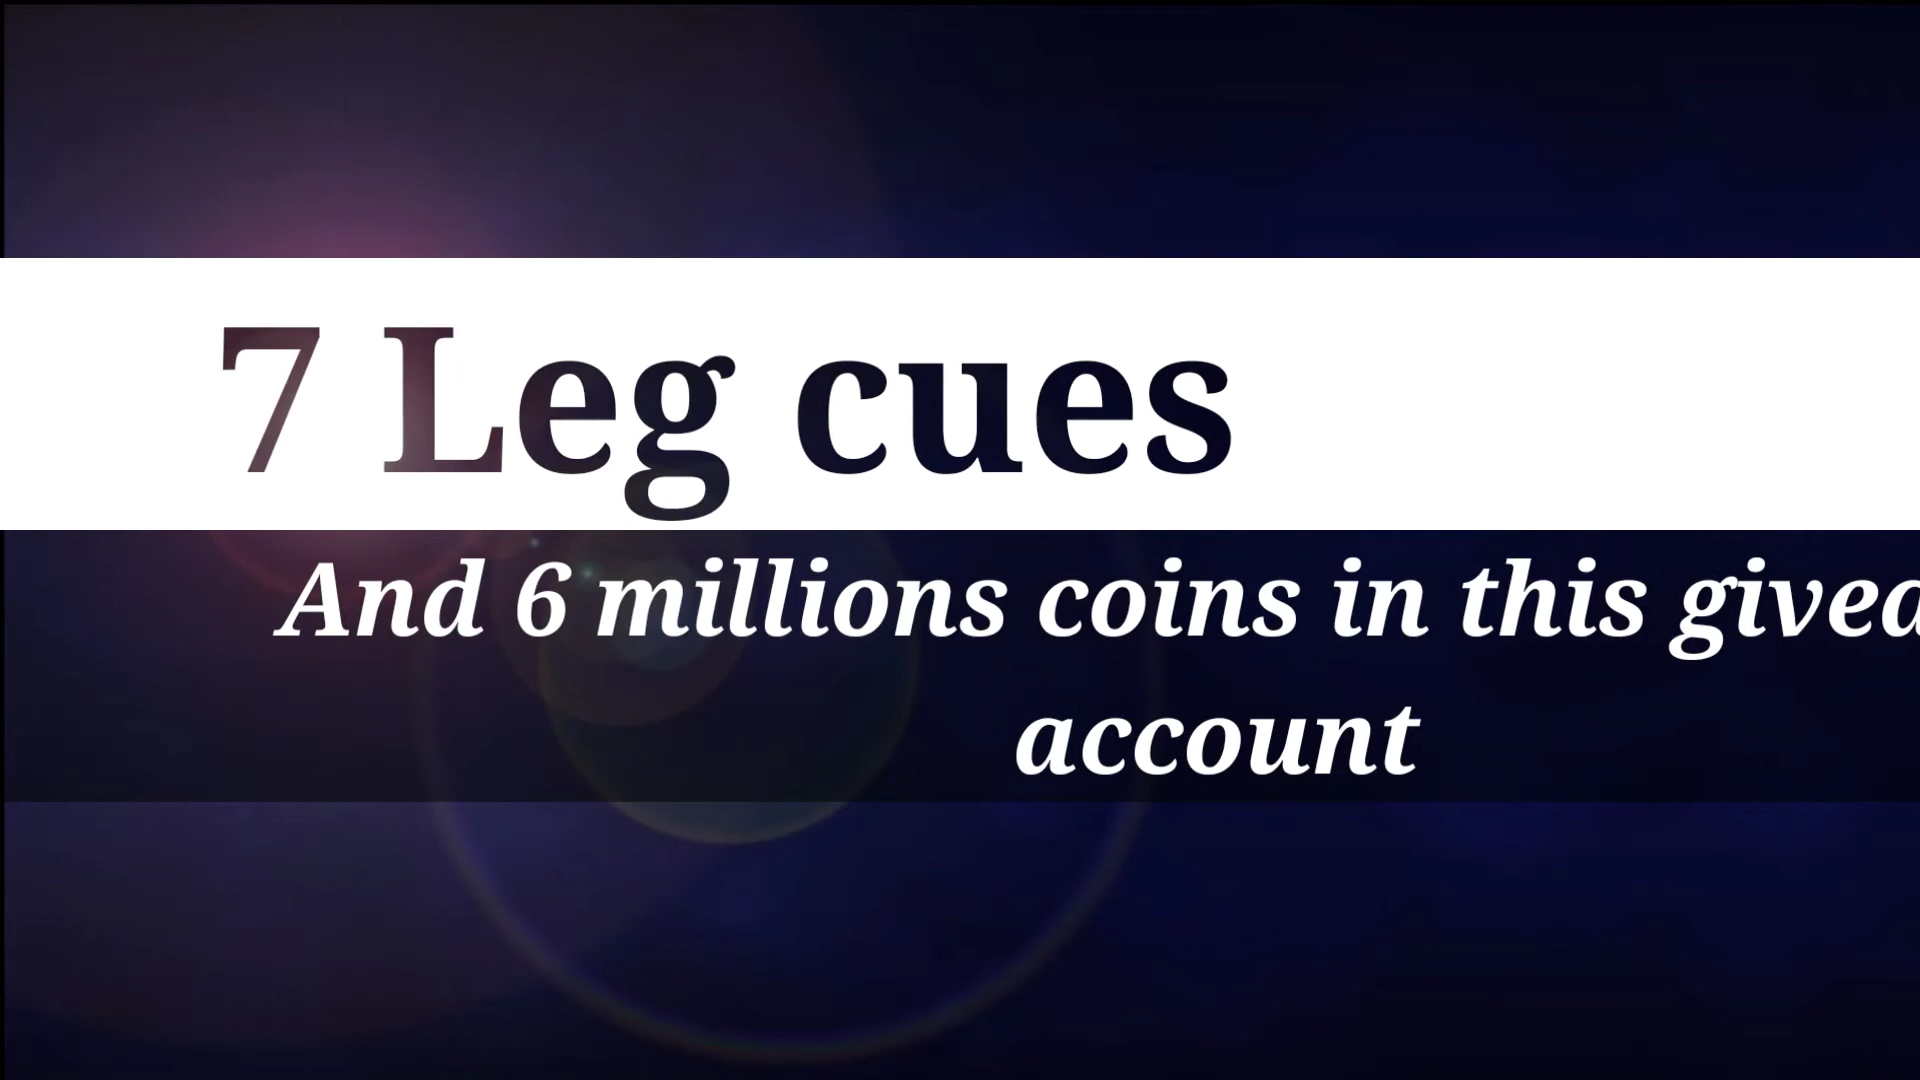 7 Leg cues
And 6 millions coins in this givea
account